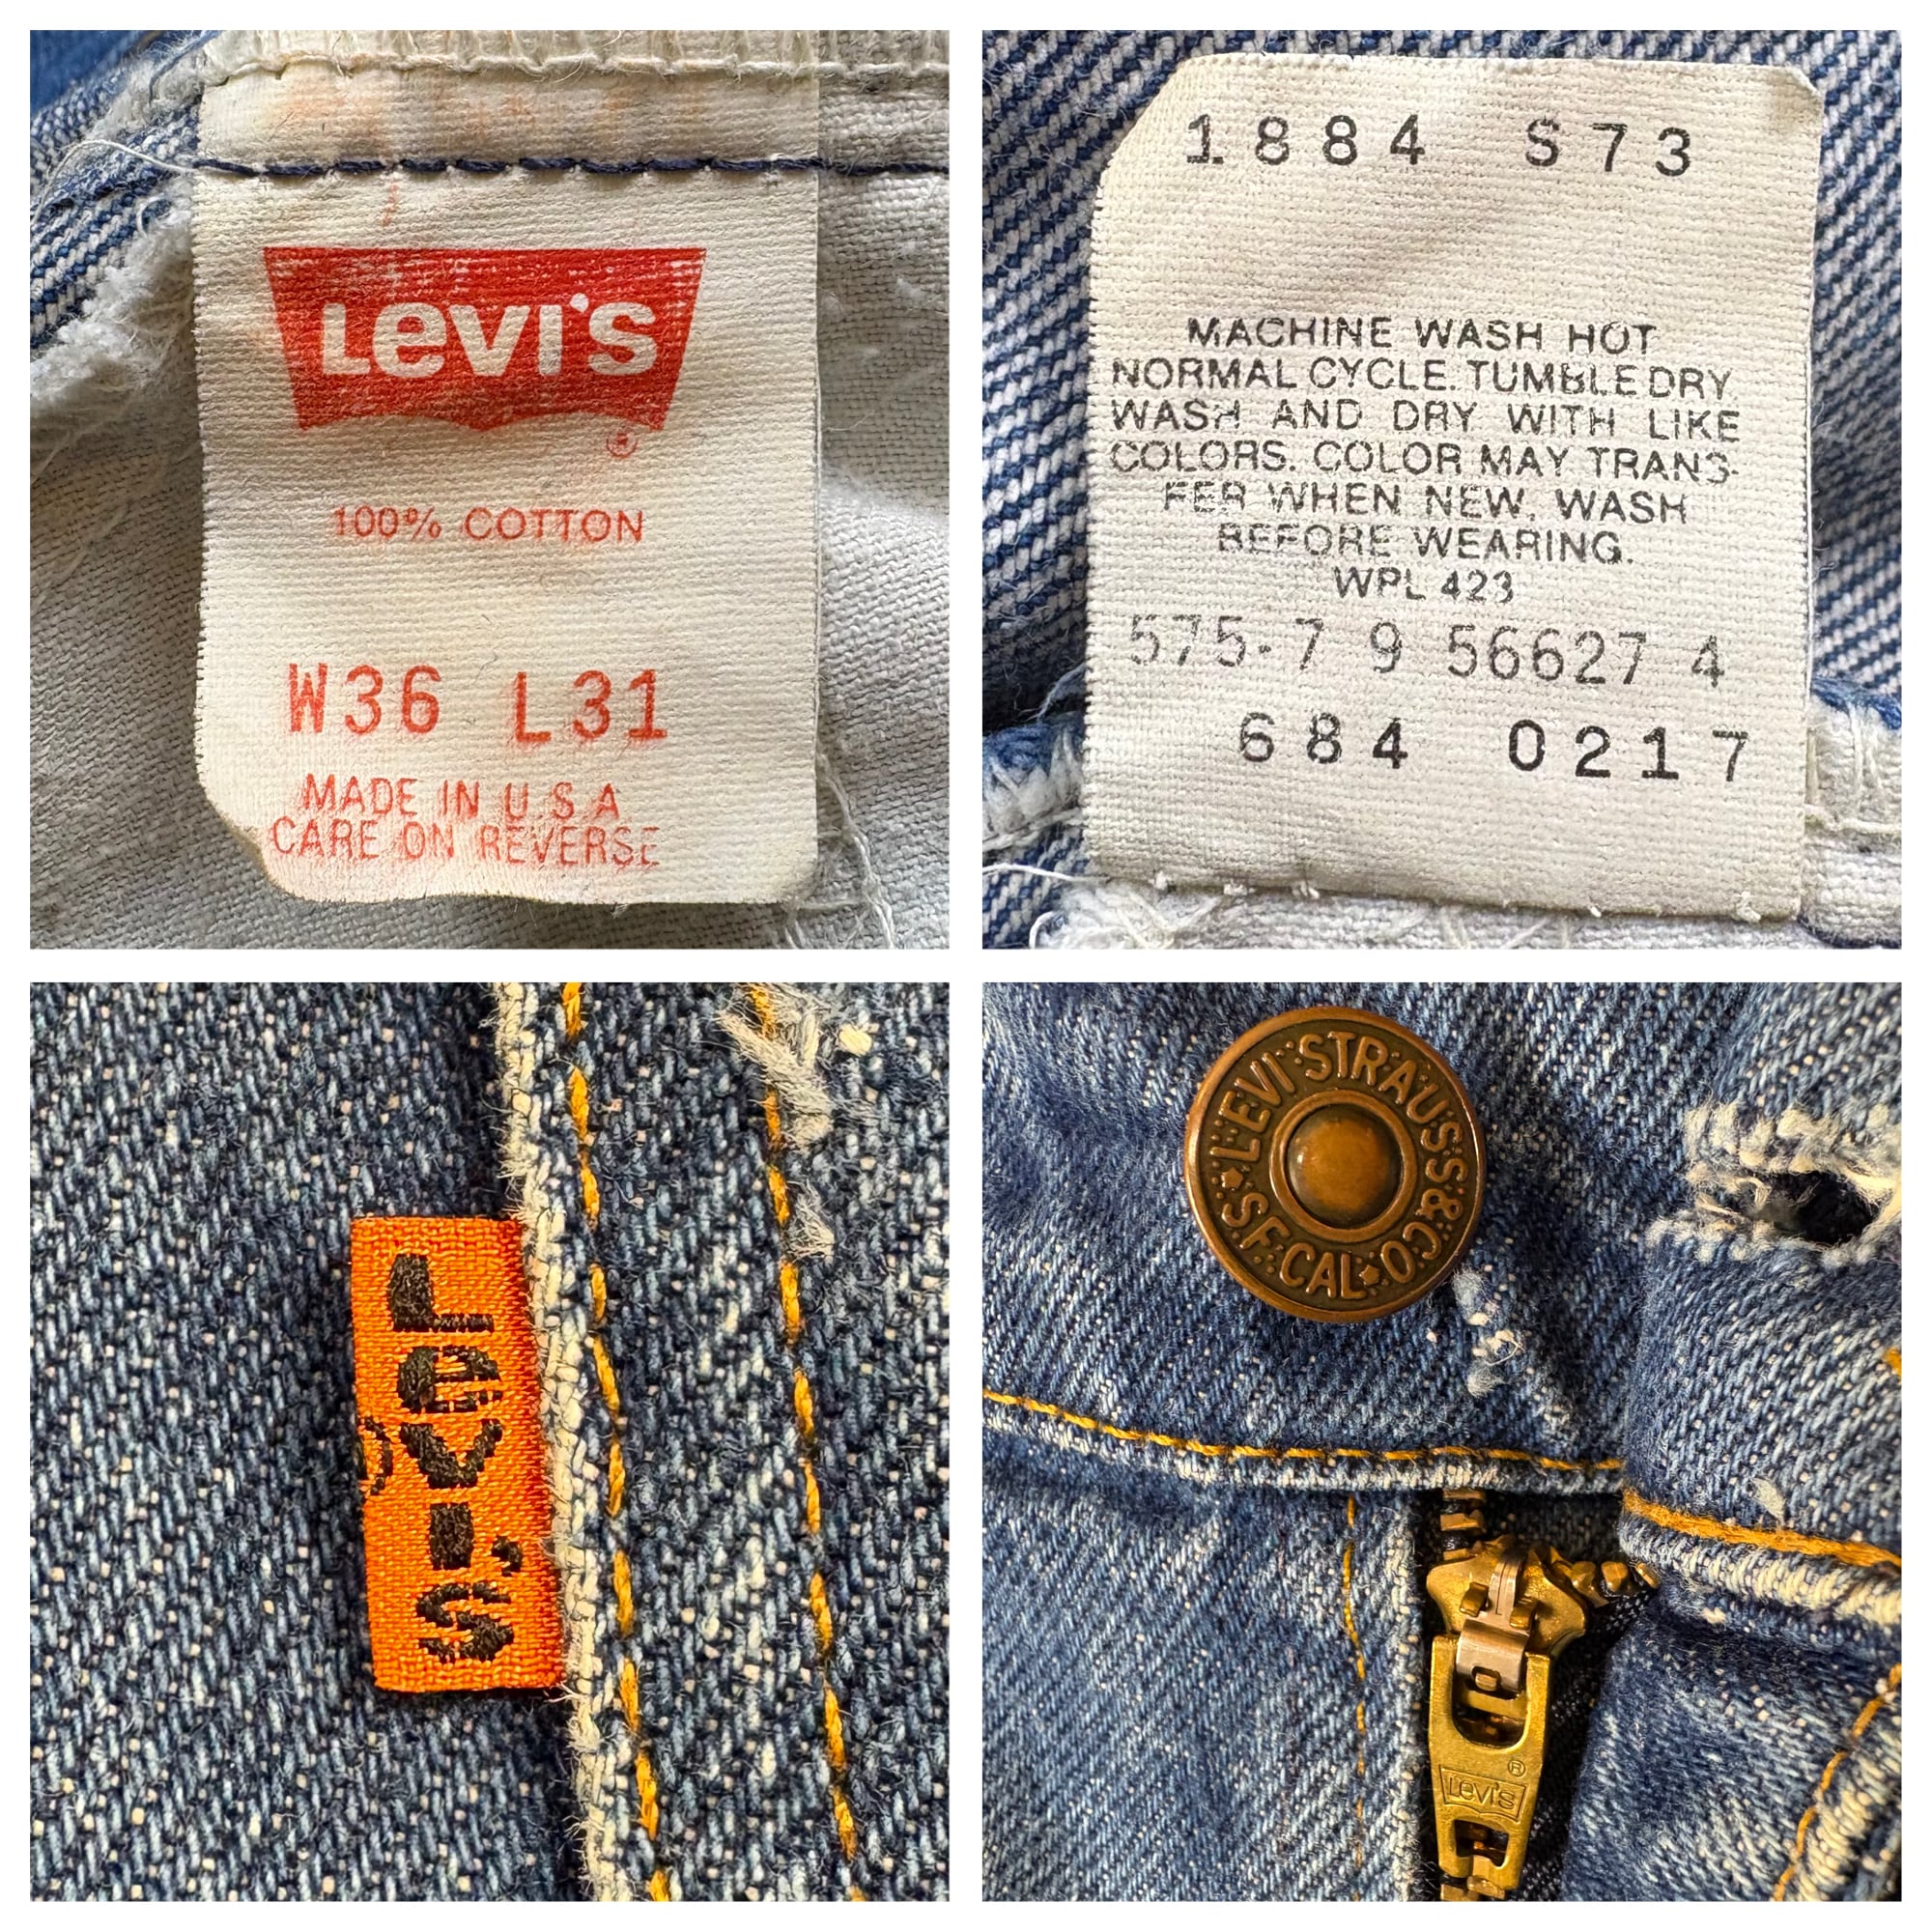 Levi's
®
100% COTTON
W36 L31
MADE IN U.S.A
CARE ON REVERSE
1884 S73
MACHINE WASH HOT
NORMAL CYCLE. TUMBLE DRY
WASH AND DRY WITH LIKE
COLORS. COLOR MAY TRANS-
FER WHEN NEW, WASH
BEFORE WEARING.
WPL 423
575-7 9 56627 4
684 0217
LeVI'S
®
LEVI STRAUSS & CO
S F CAL
®
Levi's